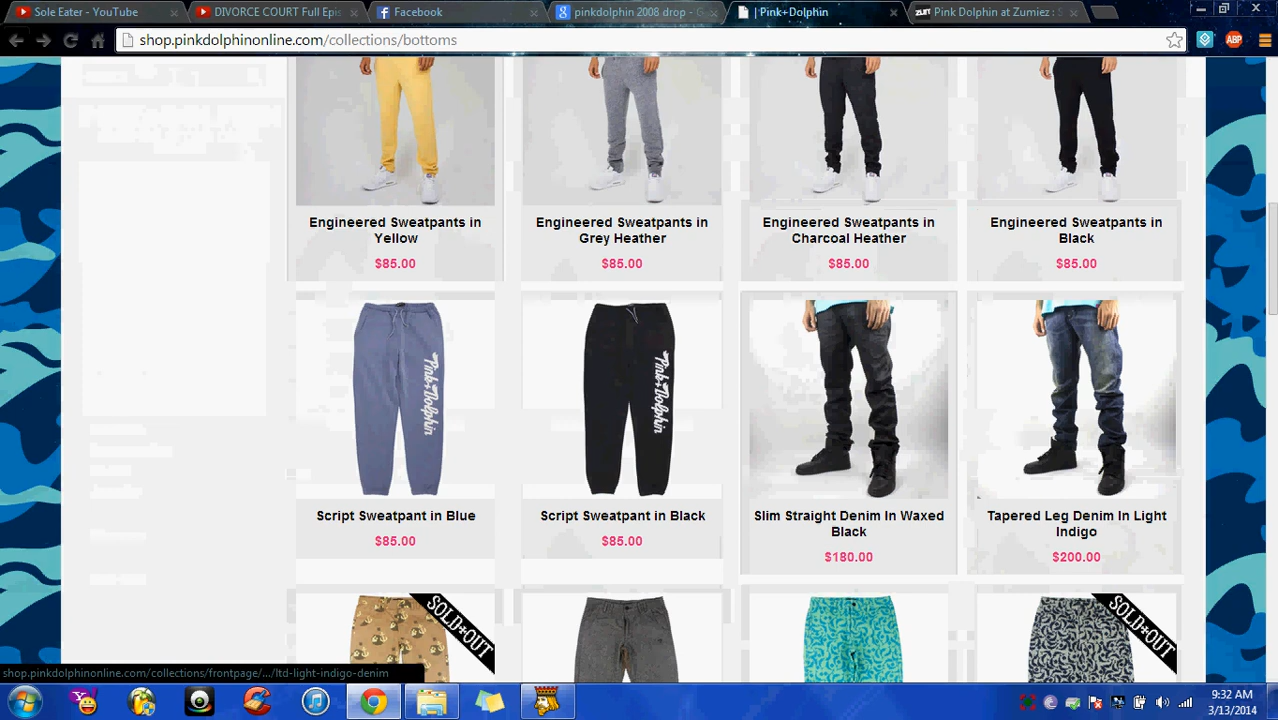 Sole Eater - YouTube
DIVORCE COURT Full Epis
Facebook
pinkdolphin 2008 drop - G
| Pink+Dolphin
Pink Dolphin at Zumiez : S
shop.pinkdolphinonline.com/collections/bottoms
ABP
Engineered Sweatpants in
Yellow
$85.00
Engineered Sweatpants in
Grey Heather
$85.00
Engineered Sweatpants in
Charcoal Heather
$85.00
Engineered Sweatpants in
Black
$85.00
Pink+Dolphin
Script Sweatpant in Blue
$85.00
Pink+Dolphin
Script Sweatpant in Black
$85.00
Slim Straight Denim In Waxed
Black
$180.00
Tapered Leg Denim In Light
Indigo
$200.00
SOLD+OUT
SOLD+OUT
shop.pinkdolphinonline.com/collections/frontpage/.../ltd-light-indigo-denim
9:32 AM
3/13/2014